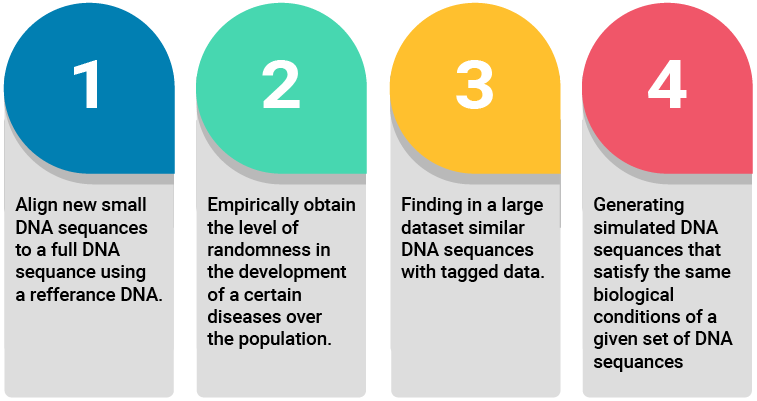 1
Align new small
DNA sequances
to a full DNA
sequance using
a refferance DNA.
2
Empirically obtain
the level of
randomness in
the development
of a certain
diseases over
the population.
3
Finding in a large
dataset similar
DNA sequences
with tagged data.
4
Generating
simulated DNA
sequances that
satisfy the same
biological
conditions of a
given set of DNA
sequances